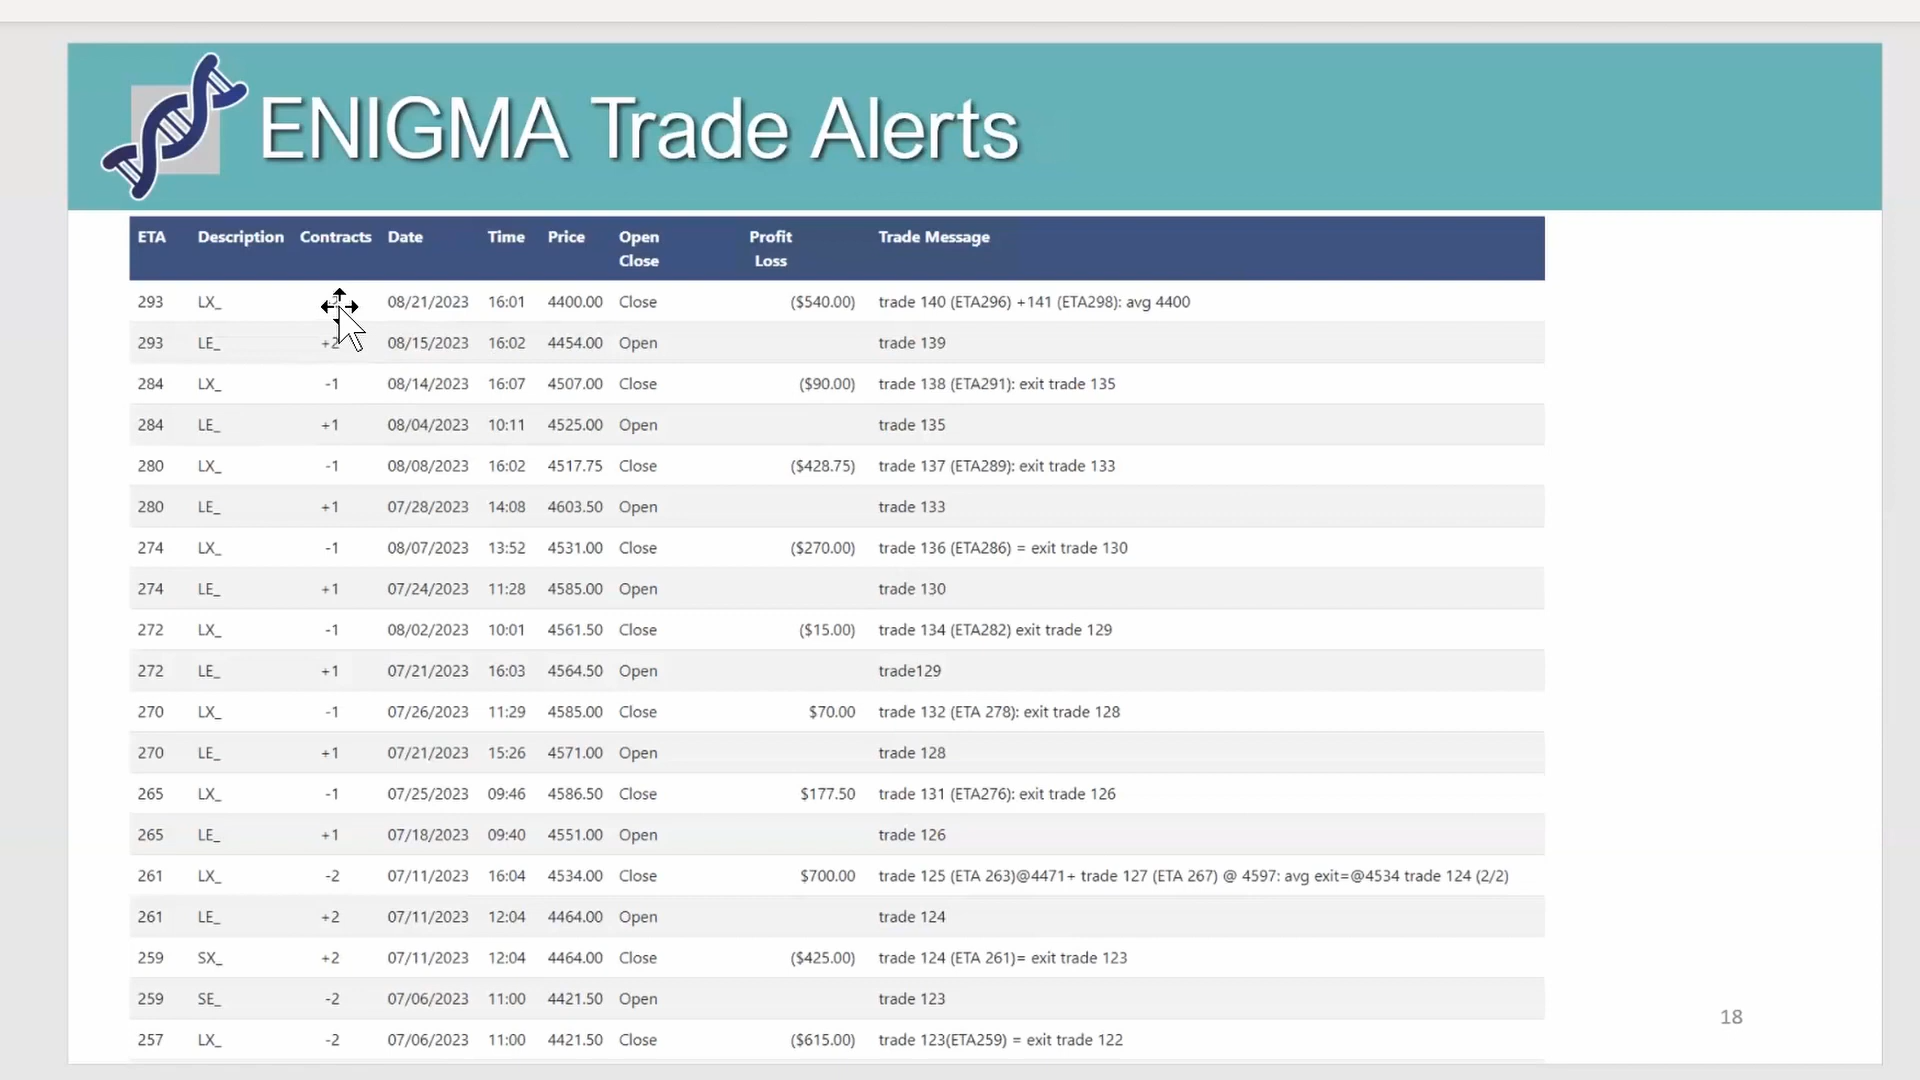 ENIGMA Trade Alerts
ETA Description Contracts Date Time Price Open Close Profit Loss Trade Message
293 LX_ 08/21/2023 16:01 4400.00 Close ($540.00) trade 140 (ETA296) +141 (ETA298): avg 4400
293 LE_ +2 08/15/2023 16:02 4454.00 Open trade 139
284 LX_ -1 08/14/2023 16:07 4507.00 Close ($90.00) trade 138 (ETA291): exit trade 135
284 LE_ +1 08/04/2023 10:11 4525.00 Open trade 135
280 LX_ -1 08/08/2023 16:02 4517.75 Close ($428.75) trade 137 (ETA289): exit trade 133
280 LE_ +1 07/28/2023 14:08 4603.50 Open trade 133
274 LX_ -1 08/07/2023 13:52 4531.00 Close ($270.00) trade 136 (ETA286) = exit trade 130
274 LE_ +1 07/24/2023 11:28 4585.00 Open trade 130
272 LX_ -1 08/02/2023 10:01 4561.50 Close ($15.00) trade 134 (ETA282) exit trade 129
272 LE_ +1 07/21/2023 16:03 4564.50 Open trade129
270 LX_ -1 07/26/2023 11:29 4585.00 Close $70.00 trade 132 (ETA 278): exit trade 128
270 LE_ +1 07/21/2023 15:26 4571.00 Open trade 128
265 LX_ -1 07/25/2023 09:46 4586.50 Close $177.50 trade 131 (ETA276): exit trade 126
265 LE_ +1 07/18/2023 09:40 4551.00 Open trade 126
261 LX_ -2 07/11/2023 16:04 4534.00 Close $700.00 trade 125 (ETA 263)@4471+ trade 127 (ETA 267) @ 4597: avg exit=@4534 trade 124 (2/2)
261 LE_ +2 07/11/2023 12:04 4464.00 Open trade 124
259 SX_ +2 07/11/2023 12:04 4464.00 Close ($425.00) trade 124 (ETA 261)= exit trade 123
259 SE_ -2 07/06/2023 11:00 4421.50 Open trade 123
257 LX_ -2 07/06/2023 11:00 4421.50 Close ($615.00) trade 123(ETA259) = exit trade 122
18